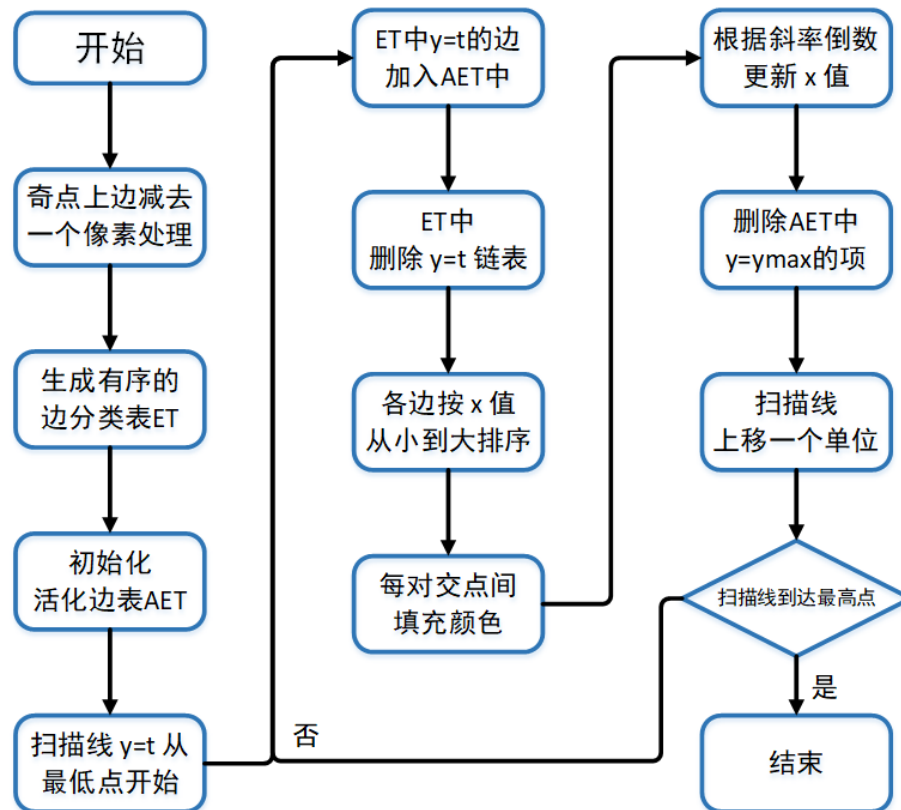 开始
奇点上边减去
一个像素处理
生成有序的
边分类表ET
初始化
活化边表AET
扫描线 y=t 从
最低点开始
ET中y=t的边
加入AET中
ET中
删除 y=t 链表
各边按 x 值
从小到大排序
每对交点间
填充颜色
根据斜率倒数
更新 x 值
删除AET中
y=ymax的项
扫描线
上移一个单位
扫描线到达最高点
否
是
结束